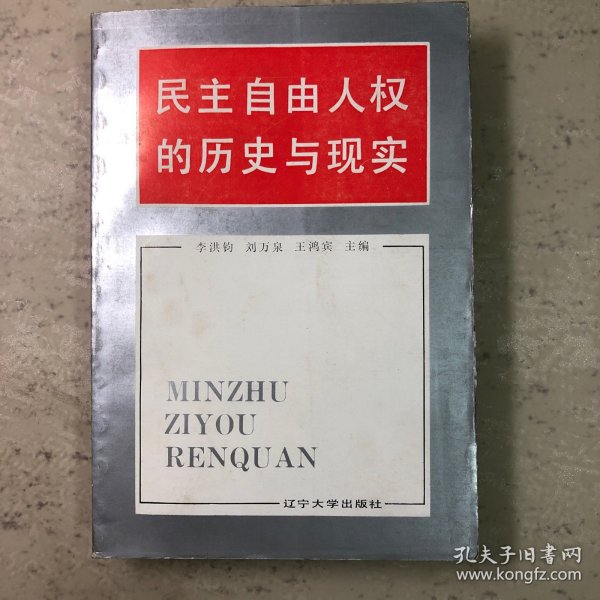 民主自由人权
的历史与现实
李洪钧 刘万泉 王鸿宾 主编
MINZHU
ZIYOU
RENQUAN
辽宁大学出版社
孔夫子旧书网
www.kongfz.com